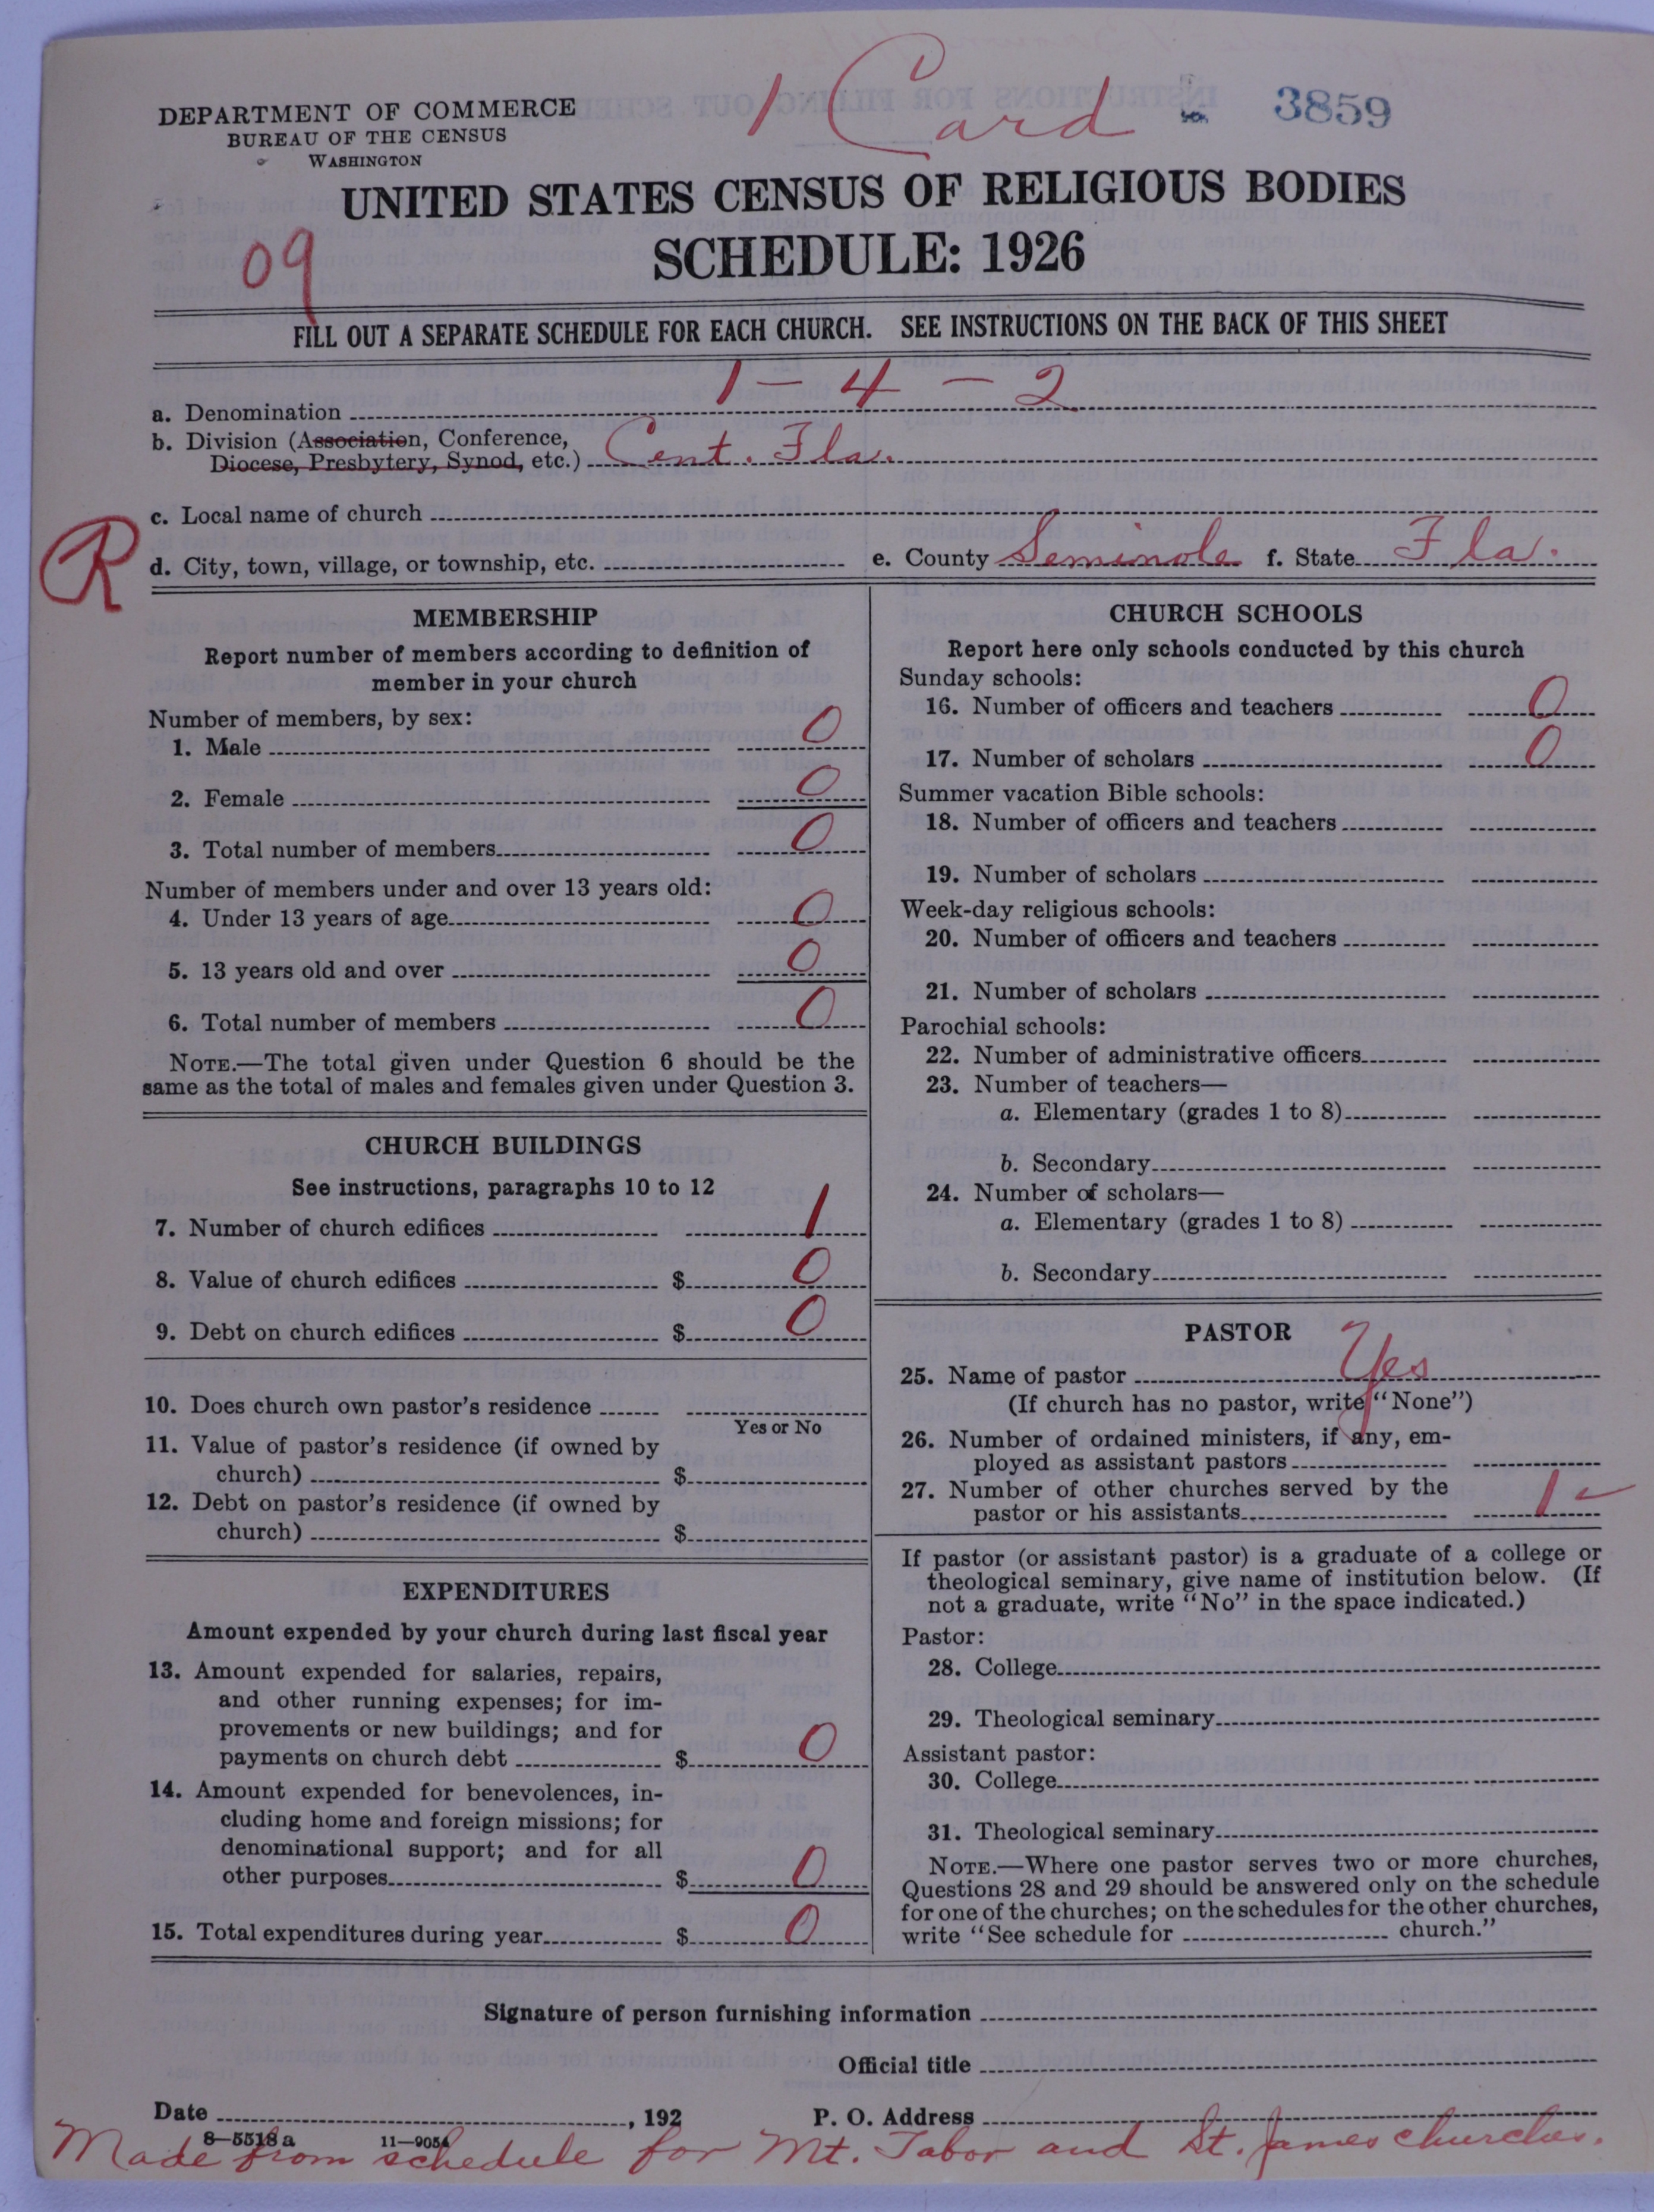 1 Card 3859
DEPARTMENT OF COMMERCE
BUREAU OF THE CENSUS
WASHINGTON
UNITED STATES CENSUS OF RELIGIOUS BODIES
SCHEDULE: 1926
09
FILL OUT A SEPARATE SCHEDULE FOR EACH CHURCH. SEE INSTRUCTIONS ON THE BACK OF THIS SHEET
a. Denomination 1 - 4 - 2
b. Division (Association, Conference,
Diocese, Presbytery, Synod, etc.) Cent. Fla.
c. Local name of church
R
d. City, town, village, or township, etc. e. County Seminole f. State Fla.
MEMBERSHIP
Report number of members according to definition of
member in your church
Number of members, by sex:
1. Male 0
2. Female 0
3. Total number of members 0
Number of members under and over 13 years old:
4. Under 13 years of age 0
5. 13 years old and over 0
6. Total number of members 0
NOTE.—The total given under Question 6 should be the
same as the total of males and females given under Question 3.
CHURCH BUILDINGS
See instructions, paragraphs 10 to 12
7. Number of church edifices 1
8. Value of church edifices $ 0
9. Debt on church edifices $ 0
10. Does church own pastor's residence
Yes or No
11. Value of pastor's residence (if owned by
church) $
12. Debt on pastor's residence (if owned by
church) $
EXPENDITURES
Amount expended by your church during last fiscal year
13. Amount expended for salaries, repairs,
and other running expenses; for im-
provements or new buildings; and for
payments on church debt $ 0
14. Amount expended for benevolences, in-
cluding home and foreign missions; for
denominational support; and for all
other purposes $ 0
15. Total expenditures during year $ 0
CHURCH SCHOOLS
Report here only schools conducted by this church
Sunday schools:
16. Number of officers and teachers 0
17. Number of scholars 0
Summer vacation Bible schools:
18. Number of officers and teachers
19. Number of scholars
Week-day religious schools:
20. Number of officers and teachers
21. Number of scholars
Parochial schools:
22. Number of administrative officers
23. Number of teachers—
a. Elementary (grades 1 to 8)
b. Secondary
24. Number of scholars—
a. Elementary (grades 1 to 8)
b. Secondary
PASTOR
25. Name of pastor Yes
(If church has no pastor, write "None")
26. Number of ordained ministers, if any, em-
ployed as assistant pastors
27. Number of other churches served by the
pastor or his assistants 1
If pastor (or assistant pastor) is a graduate of a college or
theological seminary, give name of institution below. (If
not a graduate, write "No" in the space indicated.)
Pastor:
28. College
29. Theological seminary
Assistant pastor:
30. College
31. Theological seminary
NOTE.—Where one pastor serves two or more churches,
Questions 28 and 29 should be answered only on the schedule
for one of the churches; on the schedules for the other churches,
write "See schedule for church."
Signature of person furnishing information
Official title
Date , 192 P. O. Address
8—5518 a 11—9054
Made from schedule for Mt. Tabor and St. James churches.